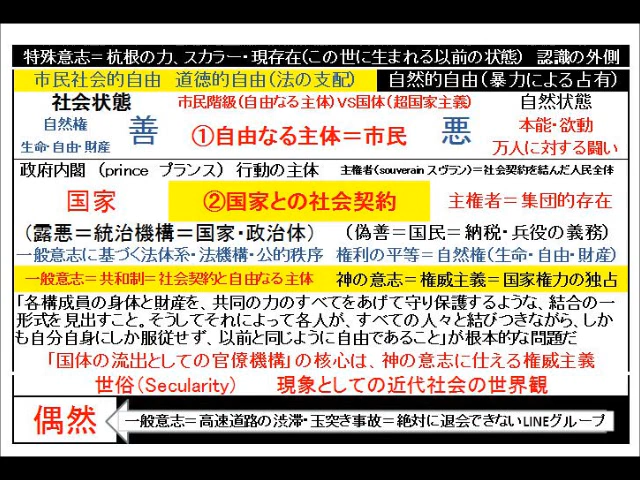 特殊意志＝杭根の力、スカラー・現存在(この世に生まれる以前の状態)　認識の外側
市民社会的自由　道徳的自由(法の支配)　自然的自由(暴力による占有)
社会状態　市民階級(自由なる主体)VS国体(超国家主義)　自然状態
自然権　善　①自由なる主体＝市民　悪　本能・欲動
生命・自由・財産　万人に対する闘い
政府内閣 (prince プランス) 行動の主体　主権者(souverain スヴラン)＝社会契約を結んだ人民全体
国家　②国家との社会契約　主権者＝集団的存在
(露悪＝統治機構＝国家・政治体)　(偽善＝国民＝納税・兵役の義務)
一般意志に基づく法体系・法機構・公的秩序　権利の平等＝自然権(生命・自由・財産)
一般意志＝共和制＝社会契約と自由なる主体　神の意志＝権威主義＝国家権力の独占
「各構成員の身体と財産を、共同の力のすべてをあげて守り保護するような、結合の一
形式を見出すこと。そうしてそれによって各人が、すべての人々と結びつきながら、しか
も自分自身にしか服従せず、以前と同じように自由であること」が根本的な問題だ
「国体の流出としての官僚機構」の核心は、神の意志に仕える権威主義
世俗(Secularity)　現象としての近代社会の世界観
偶然　一般意志＝高速道路の渋滞・玉突き事故＝絶対に退会できないLINEグループ